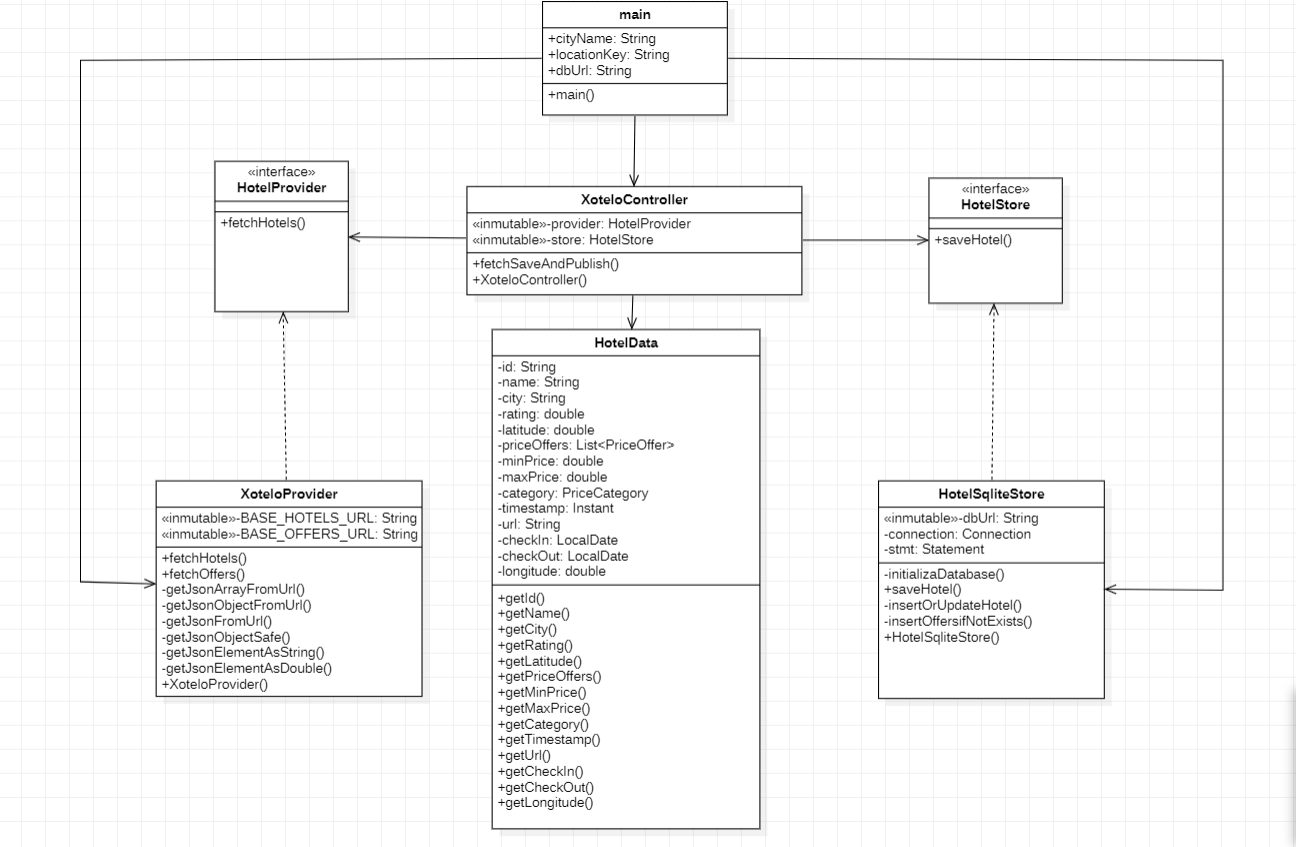 main
+cityName: String
+locationKey: String
+dbUrl: String
+main()
«interface»
HotelProvider
+fetchHotels()
XoteloController
«inmutable»-provider: HotelProvider
«inmutable»-store: HotelStore
+fetchSaveAndPublish()
+XoteloController()
«interface»
HotelStore
+saveHotel()
HotelData
-id: String
-name: String
-city: String
-rating: double
-latitude: double
-priceOffers: List<PriceOffer>
-minPrice: double
-maxPrice: double
-category: PriceCategory
-timestamp: Instant
-url: String
-checkIn: LocalDate
-checkOut: LocalDate
-longitude: double
+getId()
+getName()
+getCity()
+getRating()
+getLatitude()
+getPriceOffers()
+getMinPrice()
+getMaxPrice()
+getCategory()
+getTimestamp()
+getUrl()
+getCheckIn()
+getCheckOut()
+getLongitude()
XoteloProvider
«inmutable»-BASE_HOTELS_URL: String
«inmutable»-BASE_OFFERS_URL: String
+fetchHotels()
+fetchOffers()
-getJsonArrayFromUrl()
-getJsonObjectFromUrl()
-getJsonFromUrl()
-getJsonObjectSafe()
-getJsonElementAsString()
-getJsonElementAsDouble()
+XoteloProvider()
HotelSqliteStore
«inmutable»-dbUrl: String
-connection: Connection
-stmt: Statement
-initializaDatabase()
+saveHotel()
-insertOrUpdateHotel()
-insertOffersifNotExists()
+HotelSqliteStore()